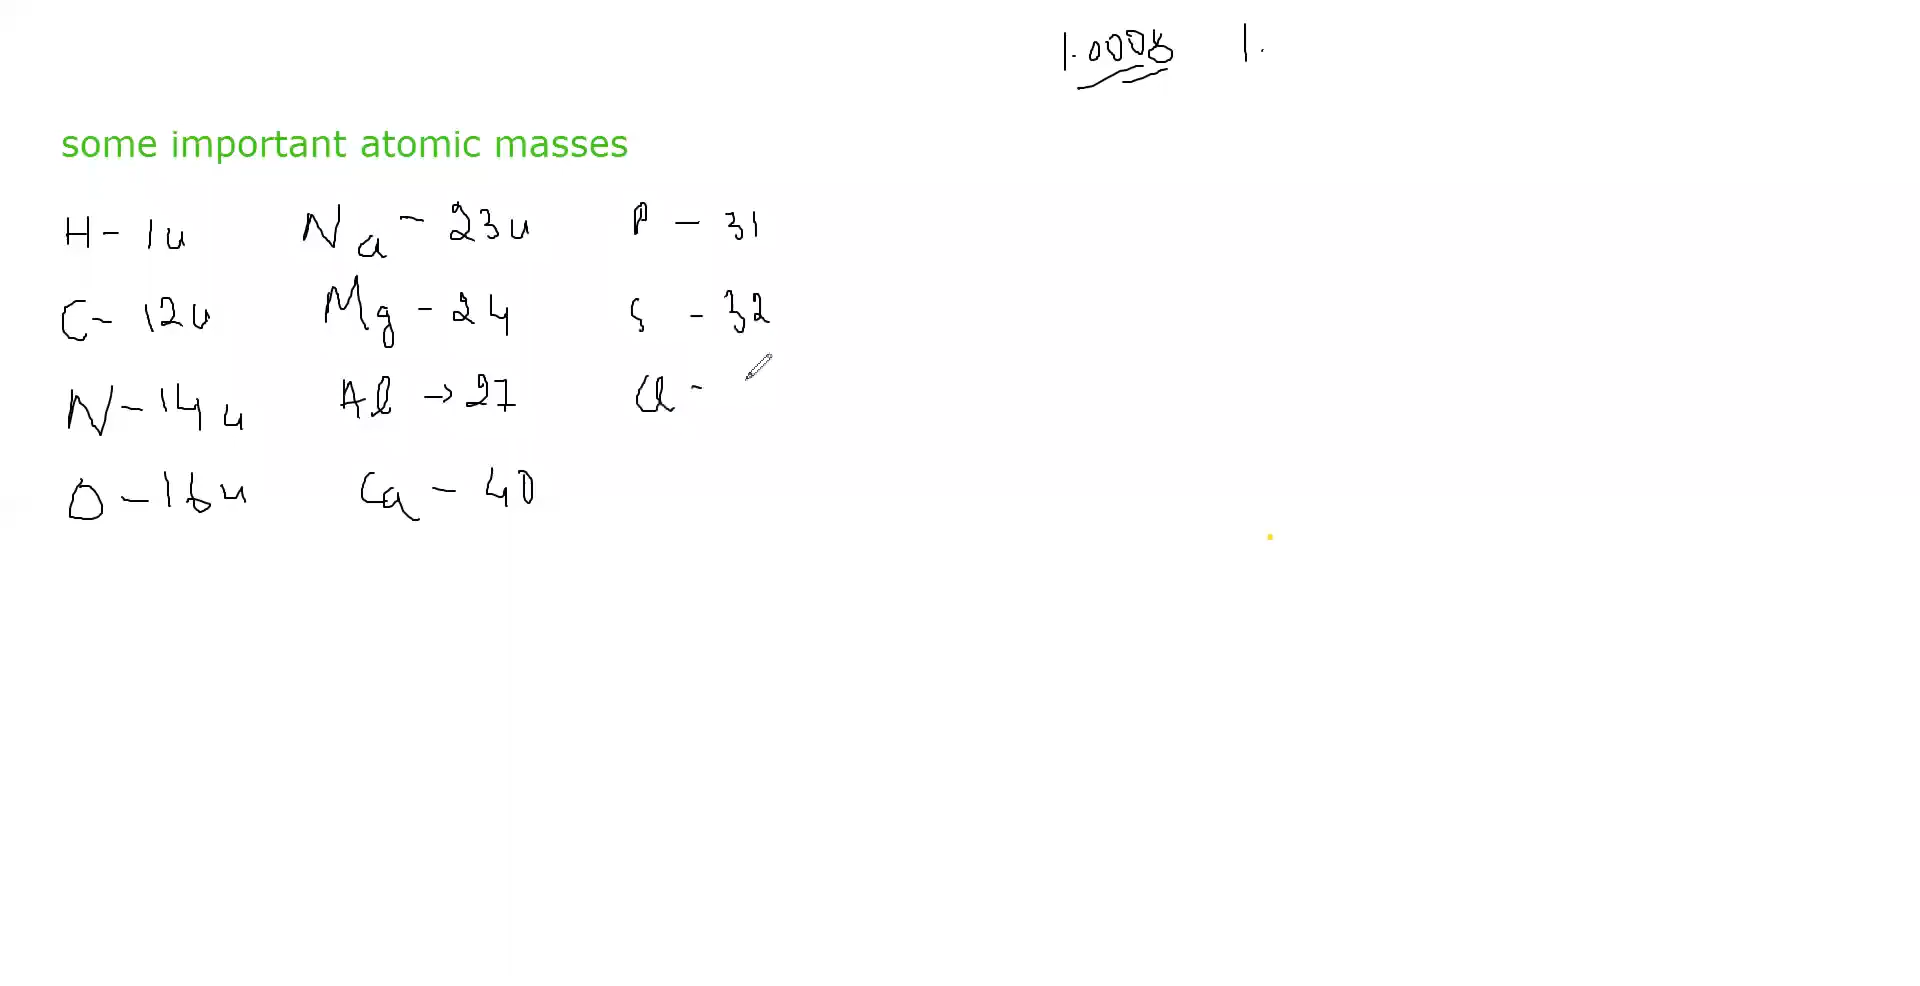 1.0008 1.
some important atomic masses
H - 1u Na - 23u P - 31
C - 12u Mg - 24 S - 32
N - 14u Al → 27 Cl -
O - 16u Ca - 40